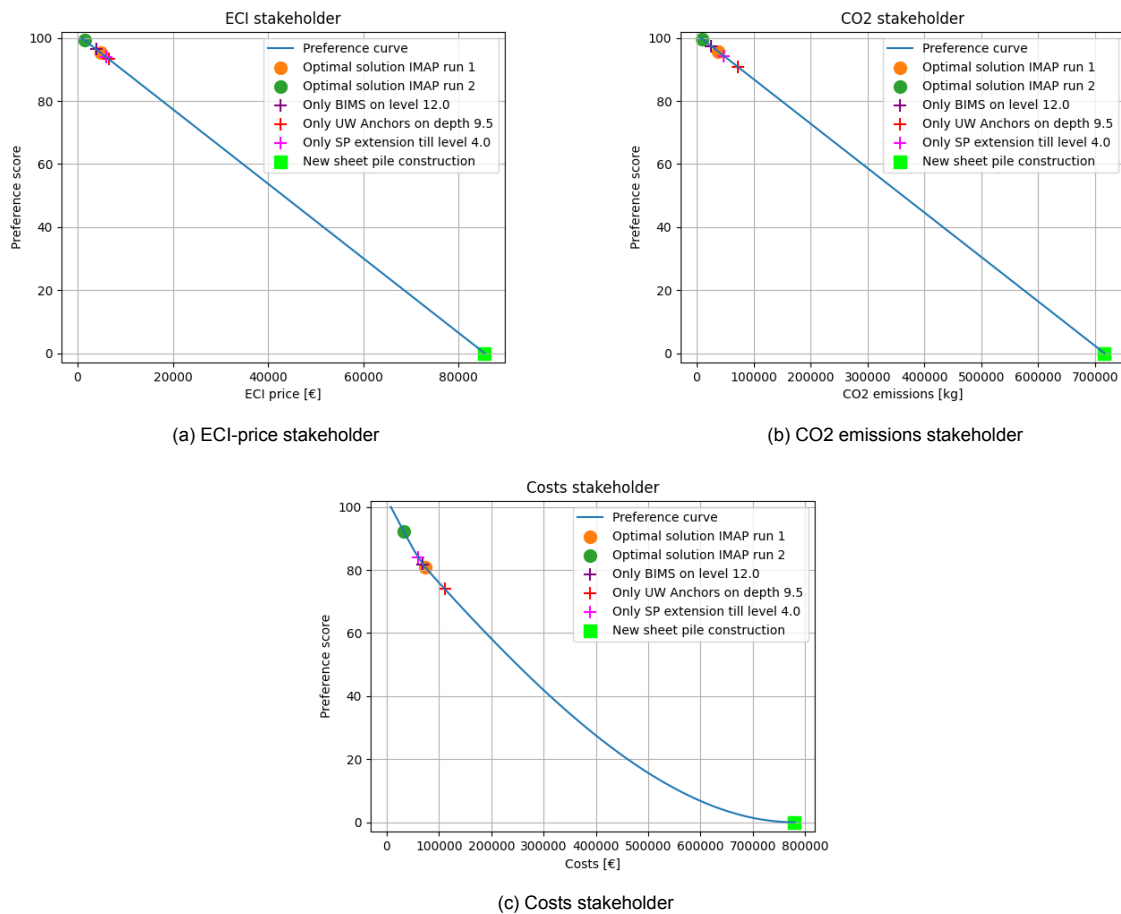 ECI stakeholder
Preference score
100
80
60
40
20
0
Preference curve
Optimal solution IMAP run 1
Optimal solution IMAP run 2
Only BIMS on level 12.0
Only UW Anchors on depth 9.5
Only SP extension till level 4.0
New sheet pile construction
0 20000 40000 60000 80000
ECI price [€]
(a) ECI-price stakeholder
CO2 stakeholder
Preference score
100
80
60
40
20
0
Preference curve
Optimal solution IMAP run 1
Optimal solution IMAP run 2
Only BIMS on level 12.0
Only UW Anchors on depth 9.5
Only SP extension till level 4.0
New sheet pile construction
0 100000 200000 300000 400000 500000 600000 700000
CO2 emissions [kg]
(b) CO2 emissions stakeholder
Costs stakeholder
Preference score
100
80
60
40
20
0
Preference curve
Optimal solution IMAP run 1
Optimal solution IMAP run 2
Only BIMS on level 12.0
Only UW Anchors on depth 9.5
Only SP extension till level 4.0
New sheet pile construction
0 100000 200000 300000 400000 500000 600000 700000 800000
Costs [€]
(c) Costs stakeholder